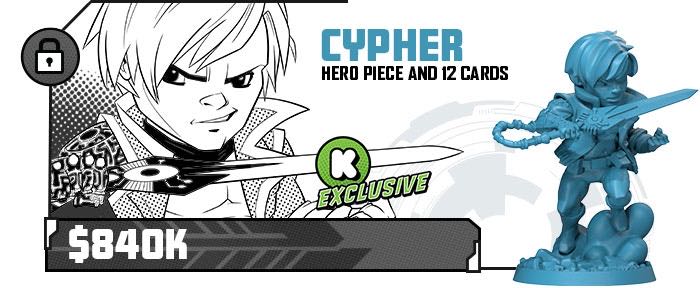 CYPHER
HERO PIECE AND 12 CARDS
K
EXCLUSIVE
$840K